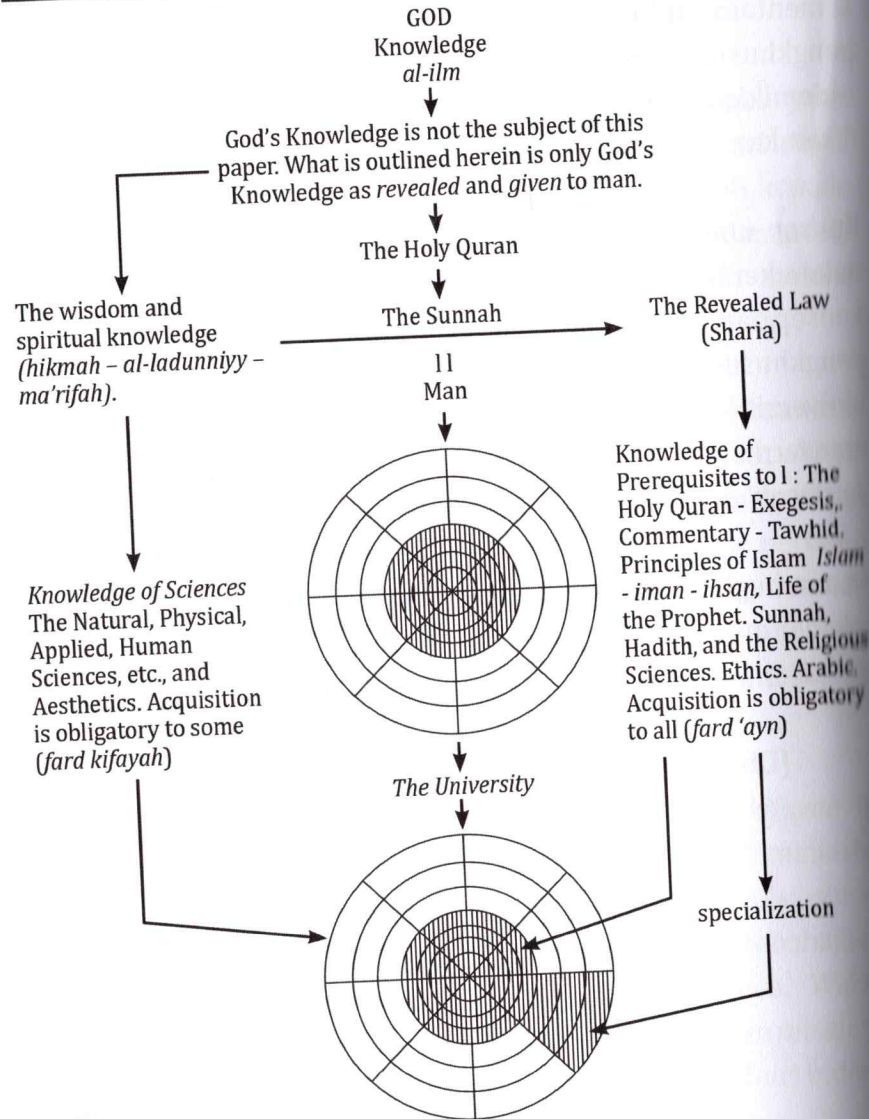 GOD
Knowledge
al-ilm
God's Knowledge is not the subject of this
paper. What is outlined herein is only God's
Knowledge as revealed and given to man.
The Holy Quran
The wisdom and
spiritual knowledge
(hikmah – al-ladunniyy –
ma'rifah).
The Sunnah
The Revealed Law
(Sharia)
ll
Man
Knowledge of
Prerequisites to l : The
Holy Quran - Exegesis,
Commentary - Tawhid.
Principles of Islam Islam
- iman - ihsan, Life of
the Prophet. Sunnah,
Hadith, and the Religious
Sciences. Ethics. Arabic.
Acquisition is obligatory
to all (fard 'ayn)
Knowledge of Sciences
The Natural, Physical,
Applied, Human
Sciences, etc., and
Aesthetics. Acquisition
is obligatory to some
(fard kifayah)
The University
specialization